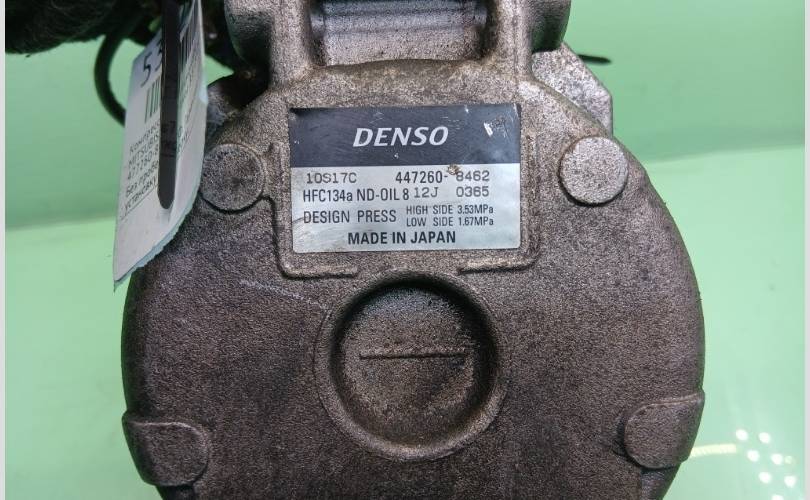 DENSO
10S17C 447260-8462
HFC134a ND-OIL 8 12J 0365
DESIGN PRESS HIGH SIDE 3.53MPa
LOW SIDE 1.67MPa
MADE IN JAPAN
53